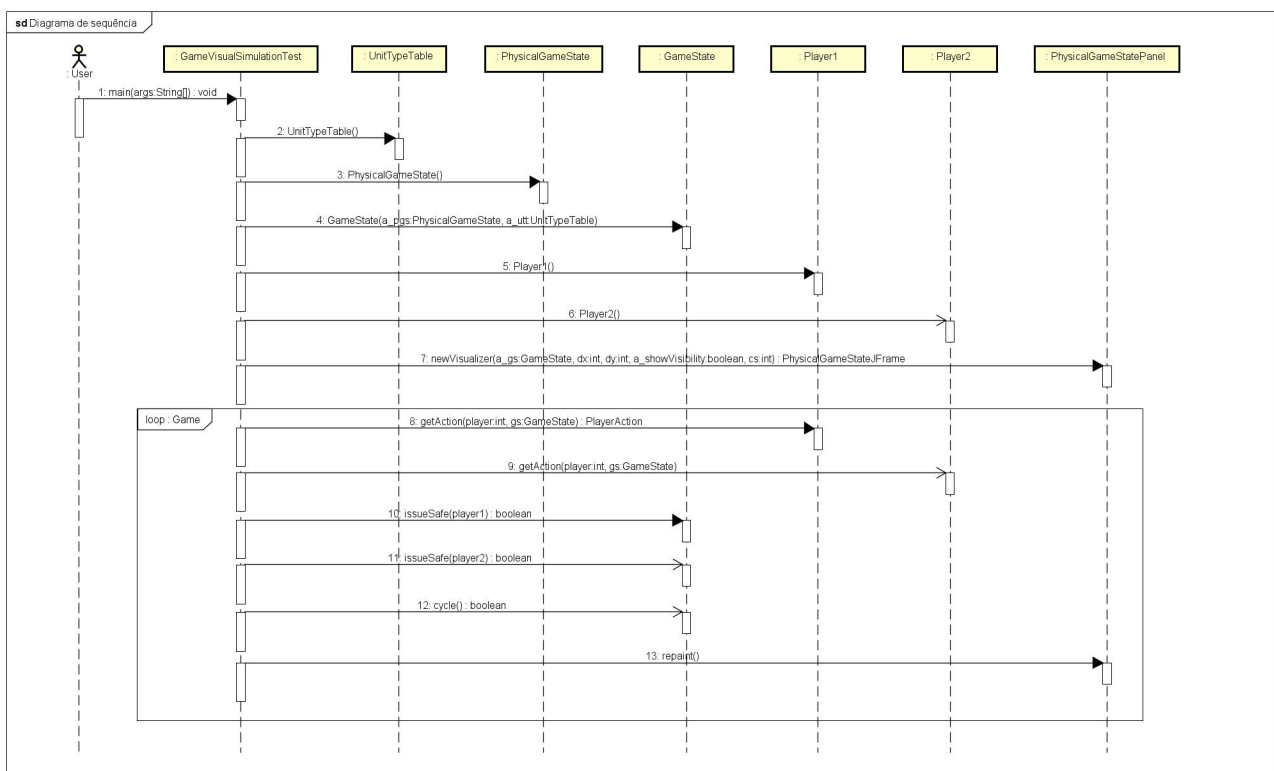 sd Diagrama de sequência
: User
: GameVisualSimulationTest
: UnitTypeTable
: PhysicalGameState
: GameState
: Player1
: Player2
: PhysicalGameStatePanel
1: main(args:String[]) : void
2: UnitTypeTable()
3: PhysicalGameState()
4: GameState(a_pgs:PhysicalGameState, a_utt:UnitTypeTable)
5: Player1()
6: Player2()
7: newVisualizer(a_gs:GameState, dx:int, dy:int, a_showVisibility:boolean, cs:int) : PhysicalGameStateJFrame
loop : Game
8: getAction(player:int, gs:GameState) : PlayerAction
9: getAction(player:int, gs:GameState)
10: issueSafe(player1) : boolean
11: issueSafe(player2) : boolean
12: cycle() : boolean
13: repaint()